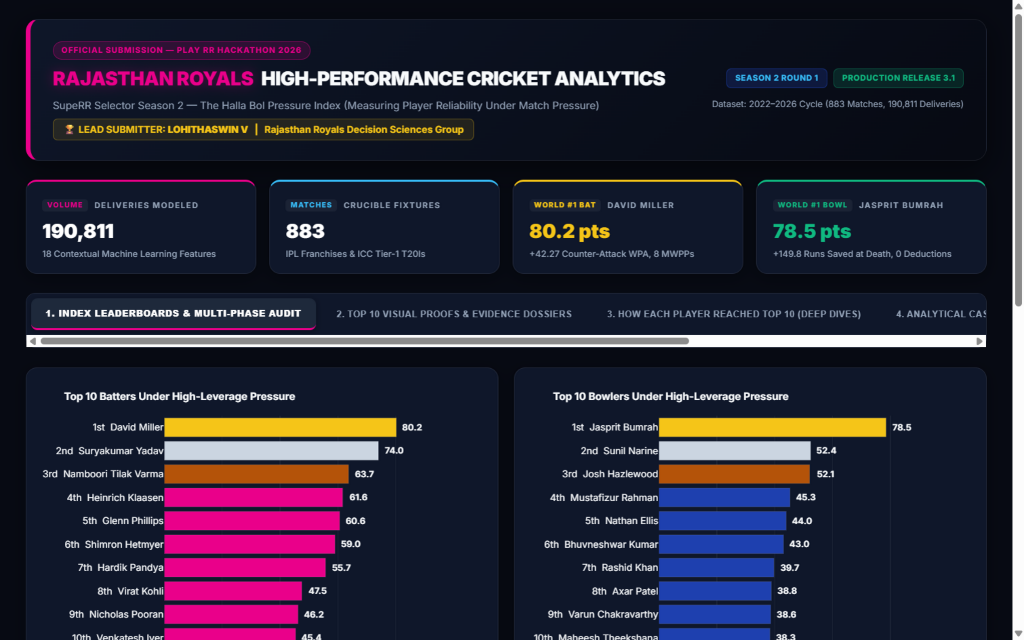 OFFICIAL SUBMISSION — PLAY RR HACKATHON 2026
RAJASTHAN ROYALS HIGH-PERFORMANCE CRICKET ANALYTICS
SupeRR Selector Season 2 — The Halla Bol Pressure Index (Measuring Player Reliability Under Match Pressure)
LEAD SUBMITTER: LOHITHASWIN V | Rajasthan Royals Decision Sciences Group
SEASON 2 ROUND 1 PRODUCTION RELEASE 3.1
Dataset: 2022–2026 Cycle (883 Matches, 190,811 Deliveries)
VOLUME DELIVERIES MODELED
190,811
18 Contextual Machine Learning Features
MATCHES CRUCIBLE FIXTURES
883
IPL Franchises & ICC Tier-1 T20Is
WORLD #1 BAT DAVID MILLER
80.2 pts
+42.27 Counter-Attack WPA, 8 MWPPs
WORLD #1 BOWL JASPRIT BUMRAH
78.5 pts
+149.8 Runs Saved at Death, 0 Deductions
1. INDEX LEADERBOARDS & MULTI-PHASE AUDIT
2. TOP 10 VISUAL PROOFS & EVIDENCE DOSSIERS
3. HOW EACH PLAYER REACHED TOP 10 (DEEP DIVES)
4. ANALYTICAL CAS
Top 10 Batters Under High-Leverage Pressure
1st David Miller 80.2
2nd Suryakumar Yadav 74.0
3rd Namboori Tilak Varma 63.7
4th Heinrich Klaasen 61.6
5th Glenn Phillips 60.6
6th Shimron Hetmyer 59.0
7th Hardik Pandya 55.7
8th Virat Kohli 47.5
9th Nicholas Pooran 46.2
10th Venkatesh Iyer 45.4
Top 10 Bowlers Under High-Leverage Pressure
1st Jasprit Bumrah 78.5
2nd Sunil Narine 52.4
3rd Josh Hazlewood 52.1
4th Mustafizur Rahman 45.3
5th Nathan Ellis 44.0
6th Bhuvneshwar Kumar 43.0
7th Rashid Khan 39.7
8th Axar Patel 38.8
9th Varun Chakravarthy 38.6
10th Maheesh Theekshana 38.3